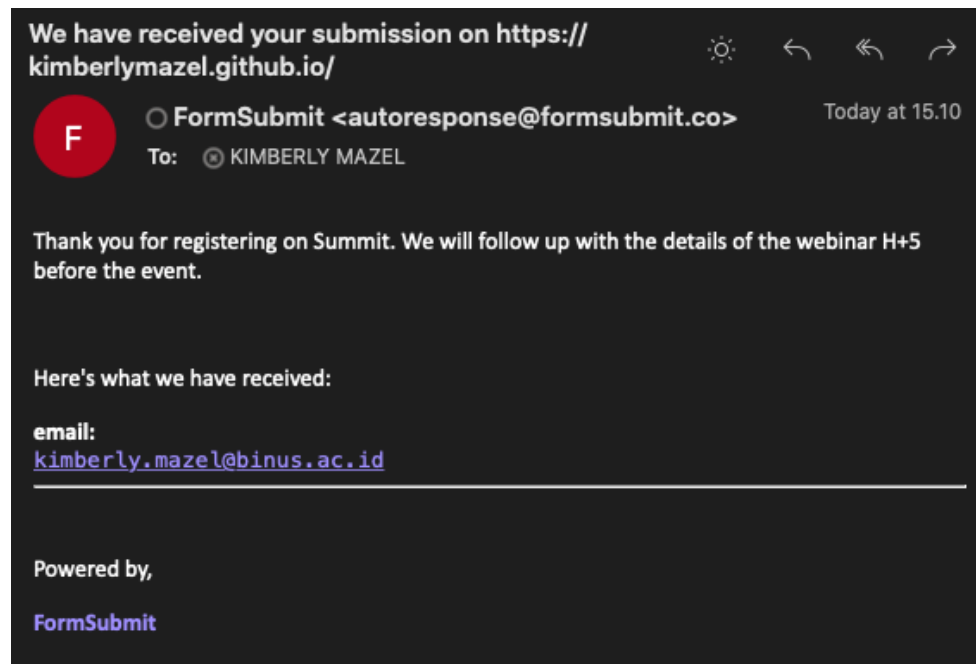 We have received your submission on https://
kimberlymazel.github.io/
F
FormSubmit <autoresponse@formsubmit.co>
Today at 15.10
To: KIMBERLY MAZEL
Thank you for registering on Summit. We will follow up with the details of the webinar H+5
before the event.
Here's what we have received:
email:
kimberly.mazel@binus.ac.id
Powered by,
FormSubmit